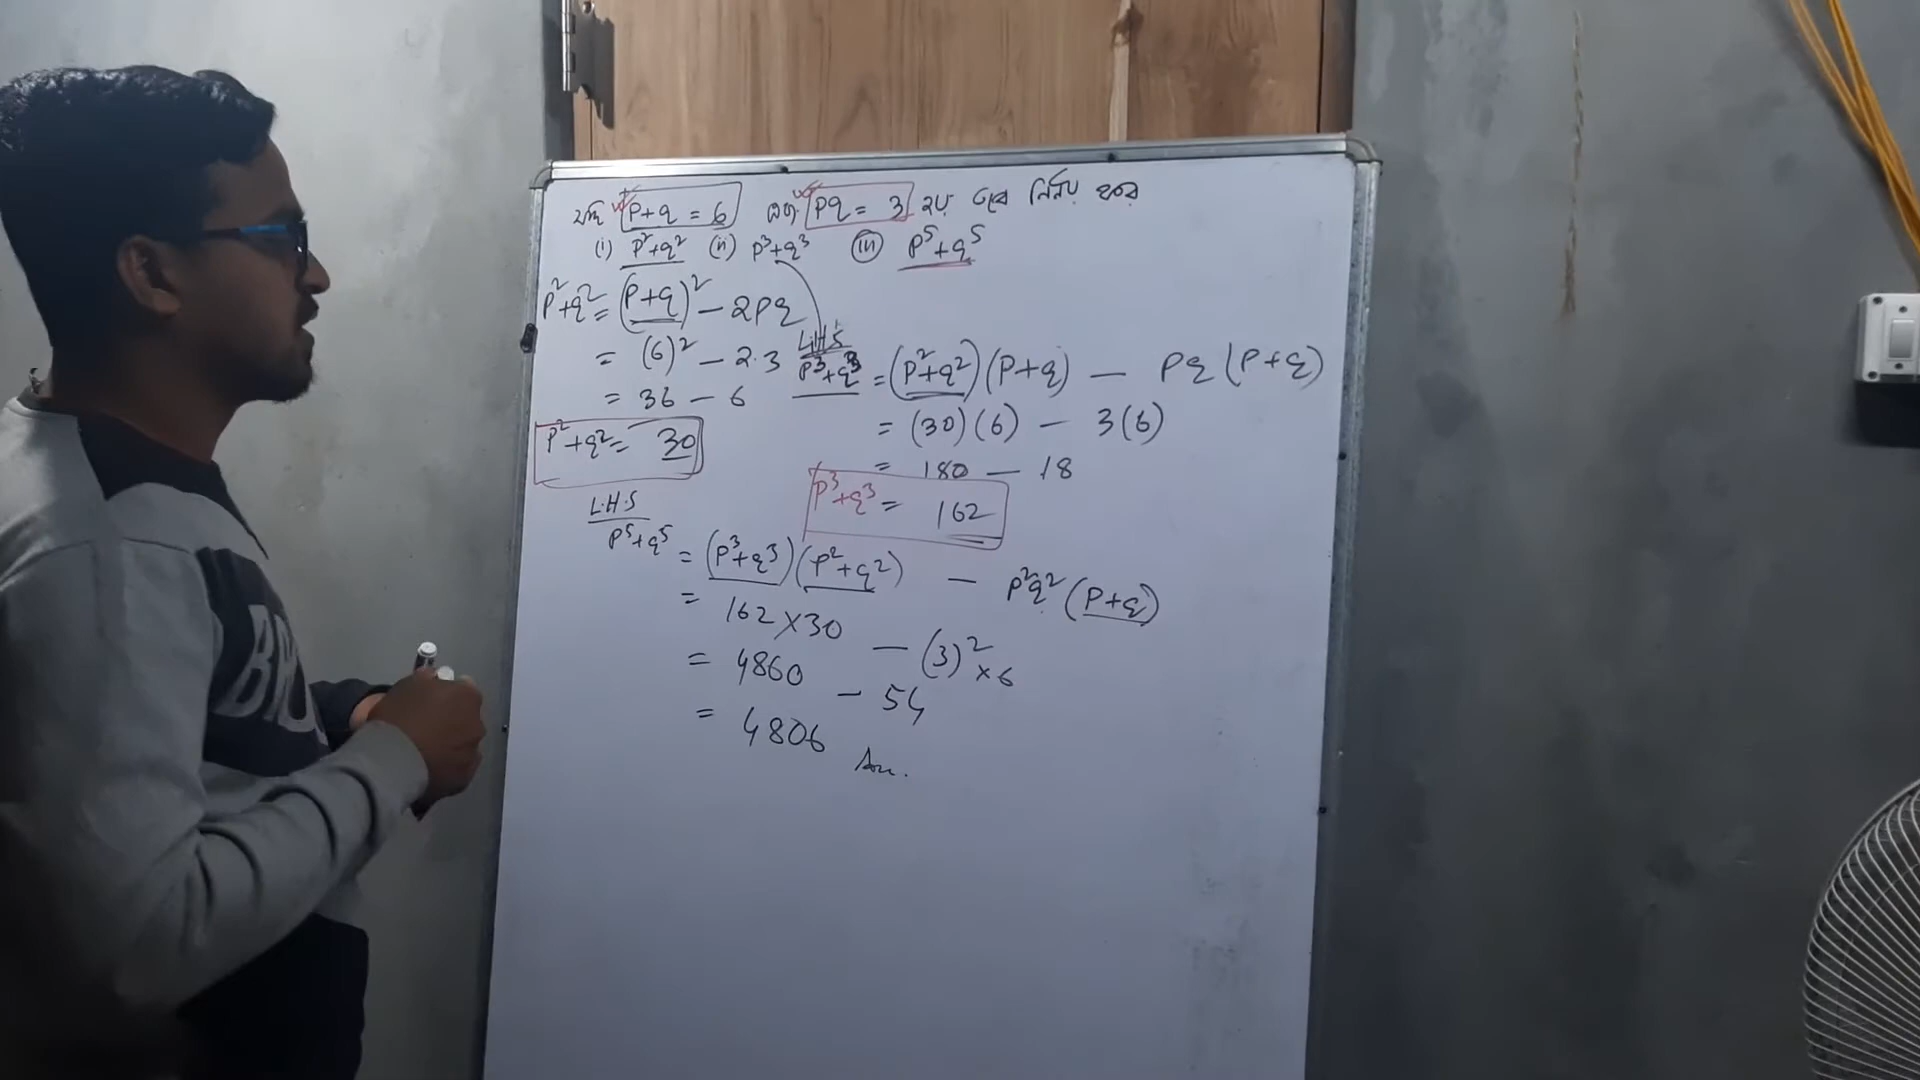 যদি p+q = 6 এবং pq = 3 হয় তবে নির্ণয় করো
(i) p²+q² (ii) p³+q³ (iii) p⁵+q⁵
p²+q² = (p+q)² – 2pq
= (6)² – 2·3
= 36 – 6
p²+q² = 30
L.H.S
p³+q³ = (p²+q²)(p+q) – pq(p+q)
= (30)(6) – 3(6)
= 180 – 18
p³+q³ = 162
L.H.S
p⁵+q⁵ = (p³+q³)(p²+q²) – p²q²(p+q)
= 162×30 – (3)²×6
= 4860 – 54
= 4806 Ans.